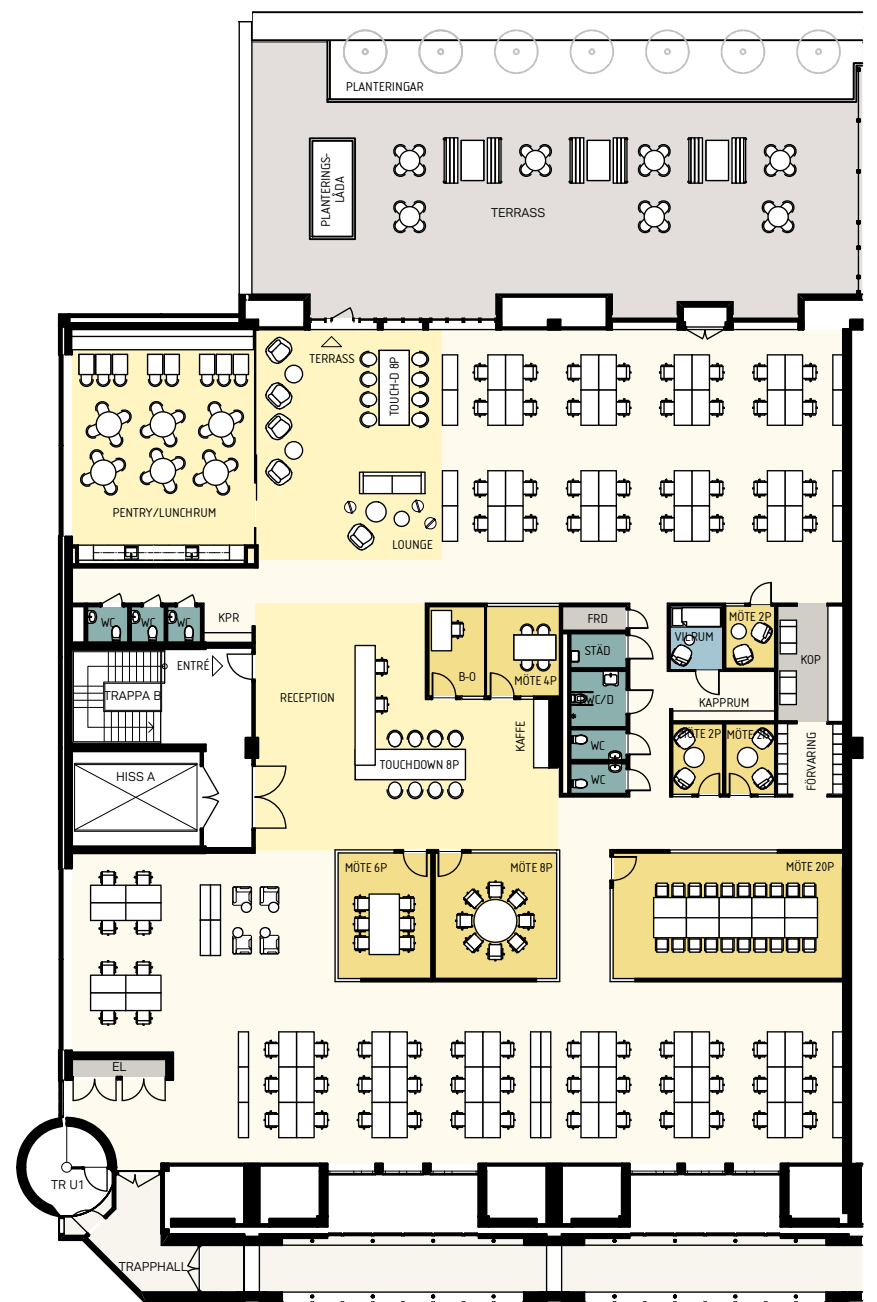 PLANTERINGAR
PLANTERINGS-
LÅDA
TERRASS
TERRASS
TOUCH-D 8P
PENTRY/LUNCHRUM
LOUNGE
WC
WC
WC
KPR
FRD
STÄD
VILRUM
MÖTE 2P
KOP
ENTRÉ
RECEPTION
B-O
MÖTE 4P
TRAPPA B
WC/D
KAPPRUM
KAFFE
MÖTE 2P
MÖTE 2P
WC
TOUCHDOWN 8P
FÖRVARING
HISS A
WC
MÖTE 6P
MÖTE 8P
MÖTE 20P
EL
TR U1
TRAPPHALL